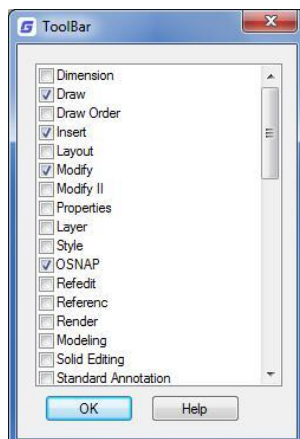 ToolBar
Dimension
Draw
Draw Order
Insert
Layout
Modify
Modify II
Properties
Layer
Style
OSNAP
Refedit
Referenc
Render
Modeling
Solid Editing
Standard Annotation
OK
Help